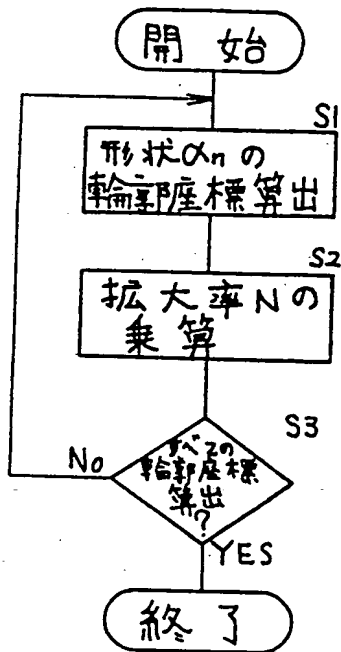 開始
S1
形状αnの
輪郭座標算出
S2
拡大率Nの
乗算
S3
すべての
輪郭座標
算出
?
No
YES
終了